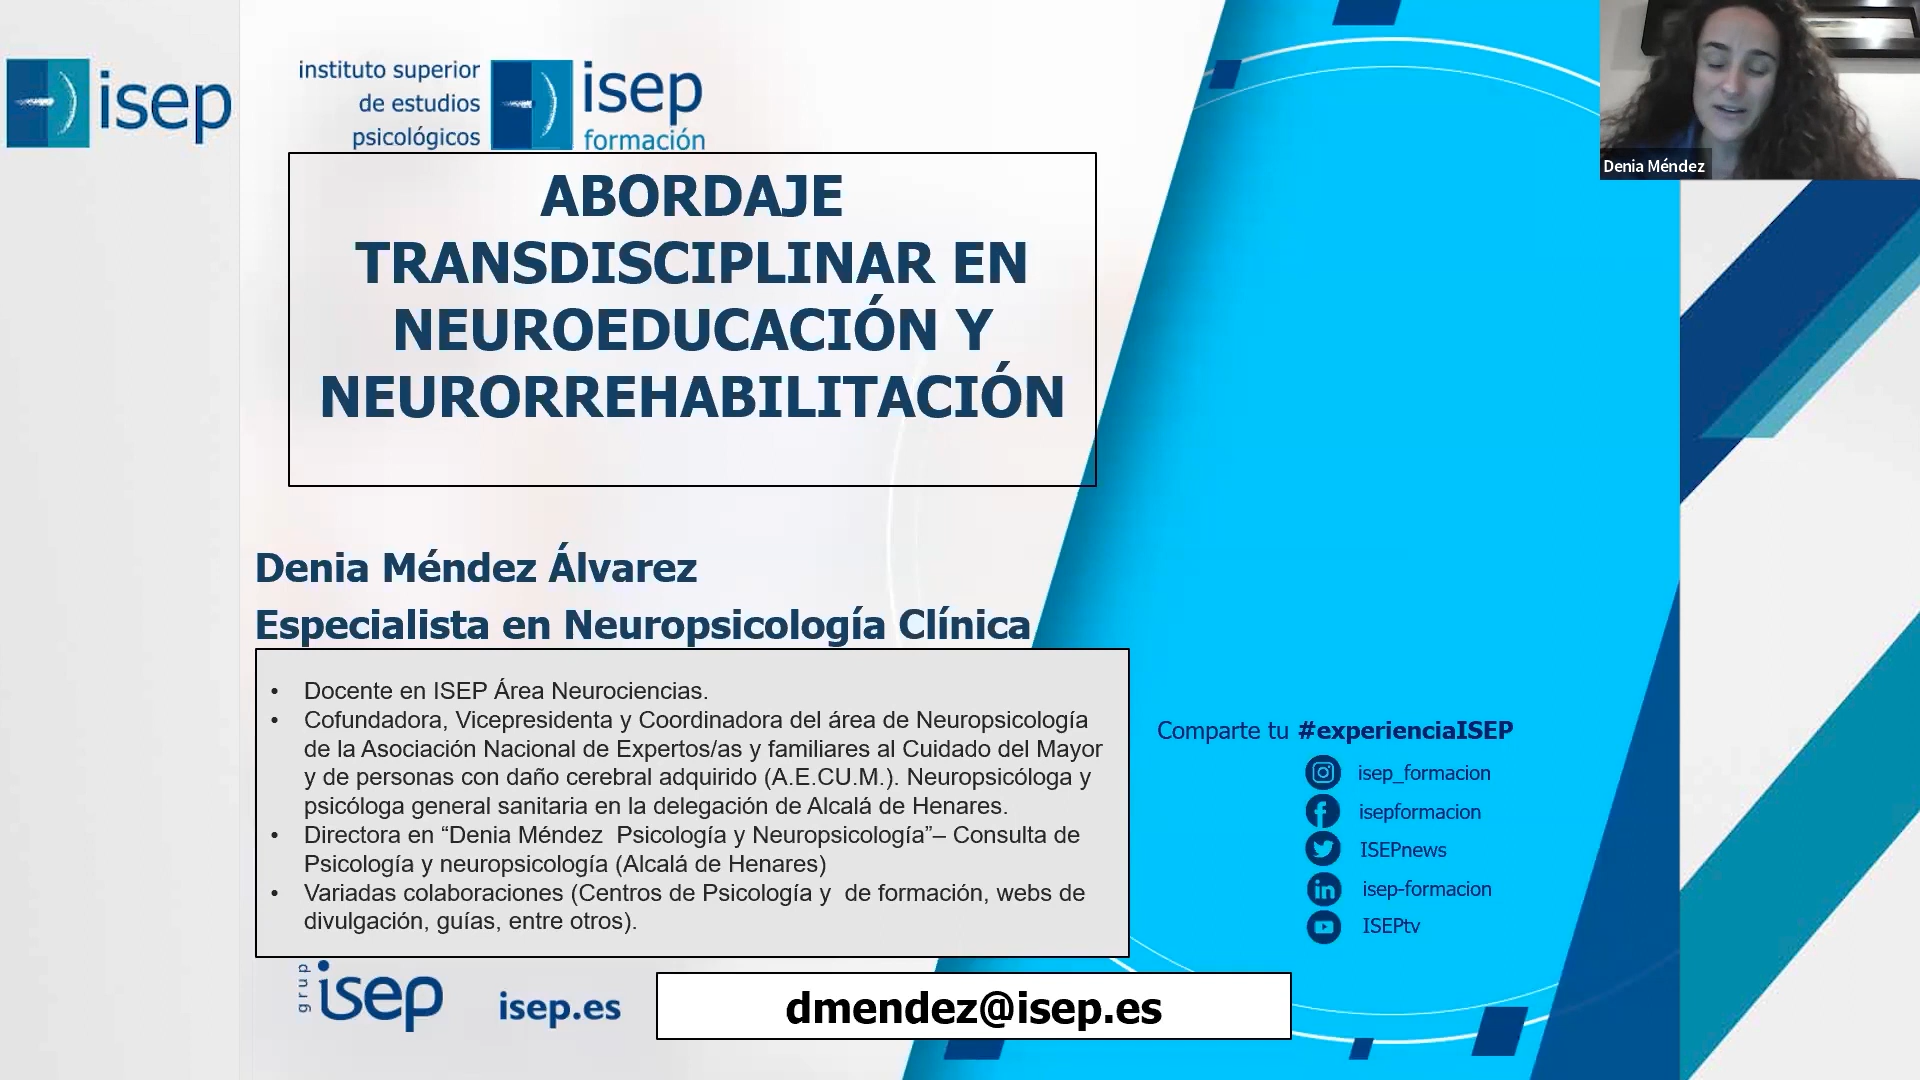 isep
instituto superior
de estudios
psicológicos
isep
formación
Denia Méndez
ABORDAJE
TRANSDISCIPLINAR EN
NEUROEDUCACIÓN Y
NEURORREHABILITACIÓN
Denia Méndez Álvarez
Especialista en Neuropsicología Clínica
• Docente en ISEP Área Neurociencias.
• Cofundadora, Vicepresidenta y Coordinadora del área de Neuropsicología
de la Asociación Nacional de Expertos/as y familiares al Cuidado del Mayor
y de personas con daño cerebral adquirido (A.E.CU.M.). Neuropsicóloga y
psicóloga general sanitaria en la delegación de Alcalá de Henares.
• Directora en “Denia Méndez  Psicología y Neuropsicología”– Consulta de
Psicología y neuropsicología (Alcalá de Henares)
• Variadas colaboraciones (Centros de Psicología y  de formación, webs de
divulgación, guías, entre otros).
Comparte tu #experienciaISEP
isep_formacion
isepformacion
ISEPnews
isep-formacion
ISEPtv
grup isep
isep.es
dmendez@isep.es